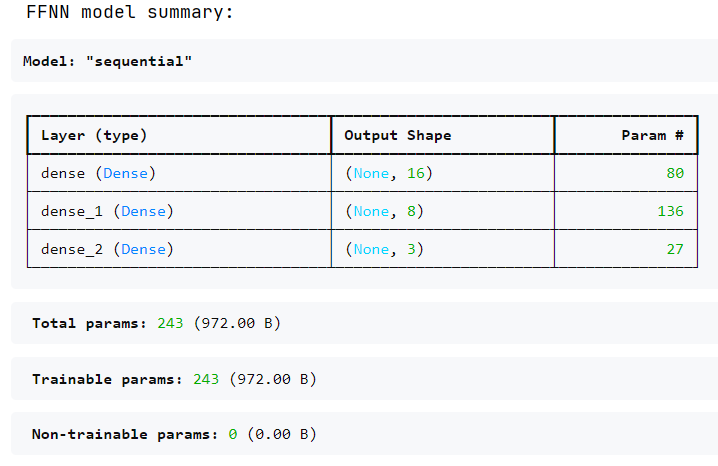 FFNN model summary:
Model: "sequential"
Layer (type) Output Shape Param #
dense (Dense) (None, 16) 80
dense_1 (Dense) (None, 8) 136
dense_2 (Dense) (None, 3) 27
Total params: 243 (972.00 B)
Trainable params: 243 (972.00 B)
Non-trainable params: 0 (0.00 B)